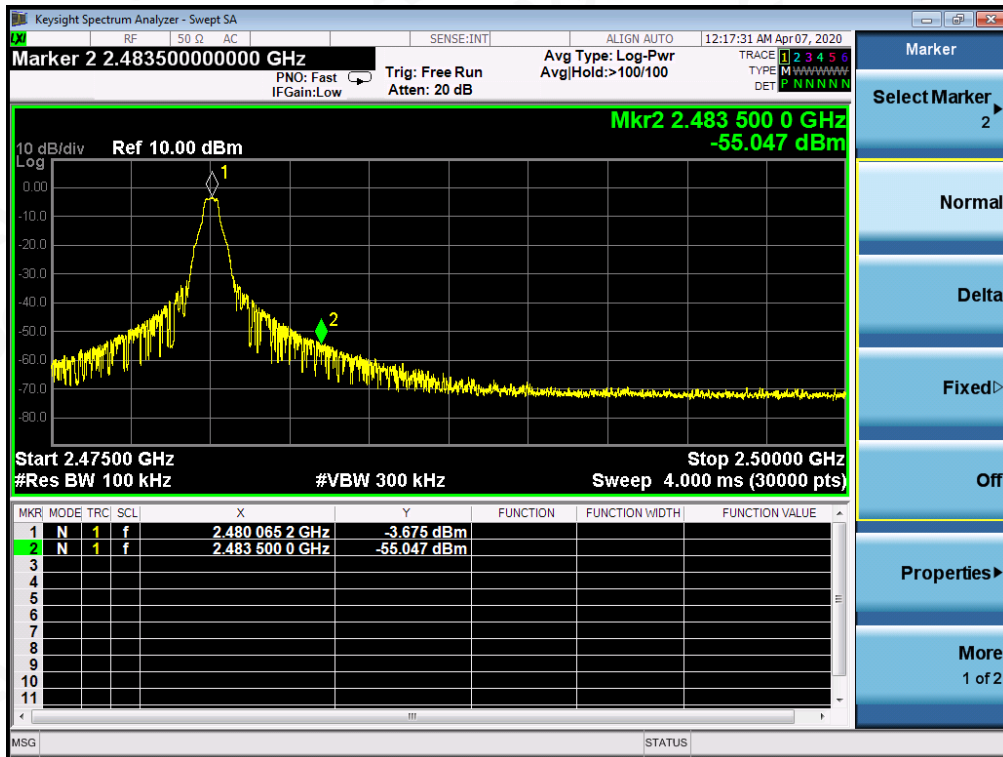 Keysight Spectrum Analyzer - Swept SA
LXI RF 50 Ω AC SENSE:INT ALIGN AUTO 12:17:31 AM Apr 07, 2020
Marker 2 2.483500000000 GHz
PNO: Fast
IFGain:Low
Trig: Free Run
Atten: 20 dB
Avg Type: Log-Pwr
Avg|Hold:>100/100
TRACE 1 2 3 4 5 6
TYPE M WWWWW
DET P N N N N N
Mkr2 2.483 500 0 GHz
-55.047 dBm
10 dB/div Ref 10.00 dBm
Log
0.00
-10.0
-20.0
-30.0
-40.0
-50.0
-60.0
-70.0
-80.0
1
2
Start 2.47500 GHz Stop 2.50000 GHz
#Res BW 100 kHz #VBW 300 kHz Sweep 4.000 ms (30000 pts)
MKR MODE TRC SCL X Y FUNCTION FUNCTION WIDTH FUNCTION VALUE
1 N 1 f 2.480 065 2 GHz -3.675 dBm
2 N 1 f 2.483 500 0 GHz -55.047 dBm
3
4
5
6
7
8
9
10
11
MSG STATUS
Marker
Select Marker
2
Normal
Delta
Fixed
Off
Properties
More
1 of 2